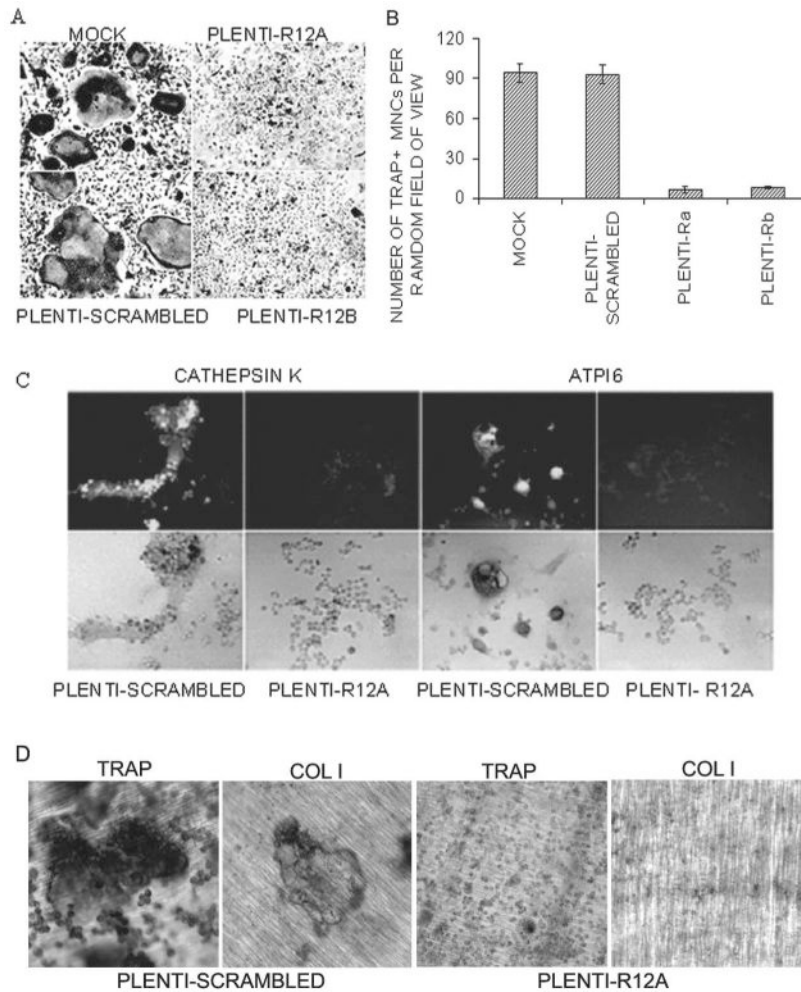 A
MOCK PLENTI-R12A
PLENTI-SCRAMBLED PLENTI-R12B
B
NUMBER OF TRAP+ MNCs PER
RAMDOM FIELD OF VIEW
120
90
60
30
0
MOCK
PLENTI-
SCRAMBLED
PLENTI-Ra
PLENTI-Rb
C
CATHEPSIN K ATPI6
PLENTI-SCRAMBLED PLENTI-R12A PLENTI-SCRAMBLED PLENTI- R12A
D
TRAP COL I TRAP COL I
PLENTI-SCRAMBLED PLENTI-R12A